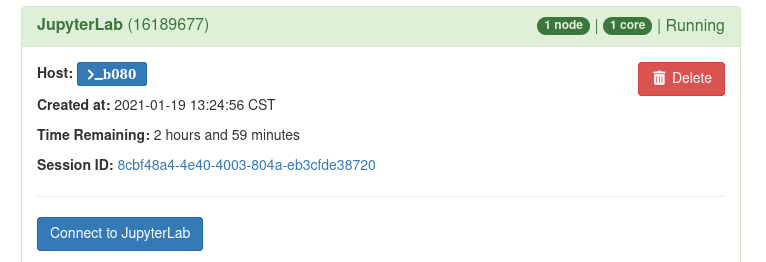 JupyterLab (16189677) 1 node | 1 core | Running
Host: >_b080 Delete
Created at: 2021-01-19 13:24:56 CST
Time Remaining: 2 hours and 59 minutes
Session ID: 8cbf48a4-4e40-4003-804a-eb3cfde38720
Connect to JupyterLab